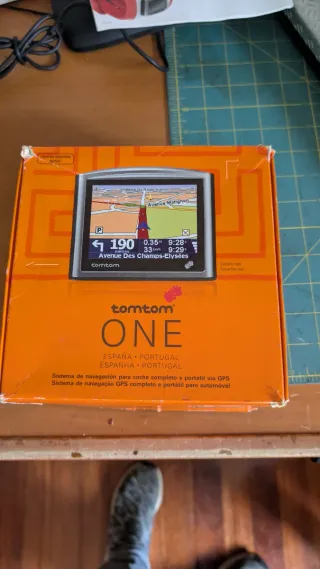 Avenue Matignon
190
0.35
9:28
33
9:29
Avenue Des Champs-Elysées
tomtom
tomtom
ONE
ESPAÑA • PORTUGAL
ESPANHA • PORTUGAL
Sistema de navegación para coche completo y portátil vía GPS
Sistema de navegação GPS completo e portátil para automóvel